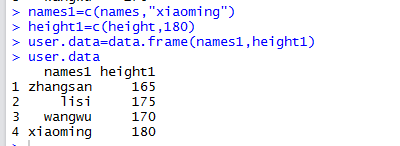 > names1=c(names,"xiaoming")
> height1=c(height,180)
> user.data=data.frame(names1,height1)
> user.data
names1 height1
1 zhangsan 165
2 lisi 175
3 wangwu 170
4 xiaoming 180
>